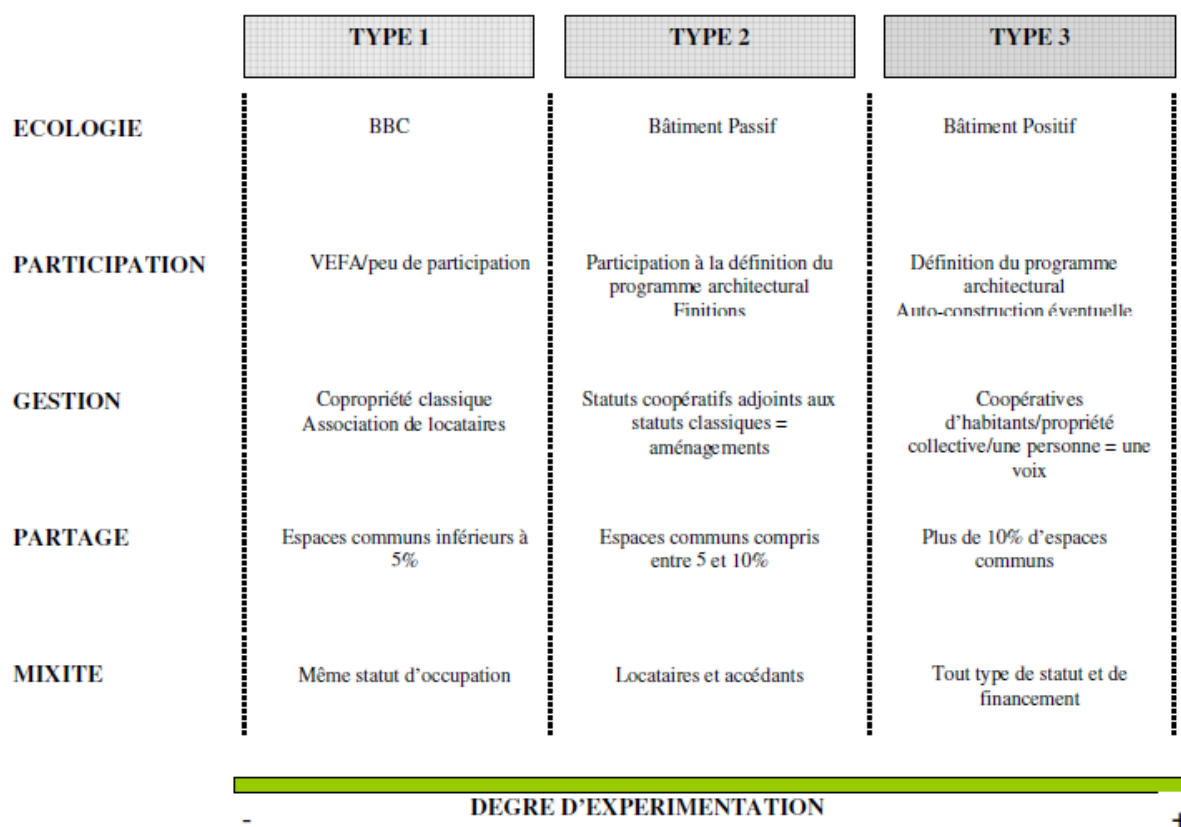 TYPE 1
TYPE 2
TYPE 3
ECOLOGIE
BBC
Bâtiment Passif
Bâtiment Positif
PARTICIPATION
VEFA/peu de participation
Participation à la définition du
programme architectural
Finitions
Définition du programme
architectural
Auto-construction éventuelle
GESTION
Copropriété classique
Association de locataires
Statuts coopératifs adjoints aux
statuts classiques =
aménagements
Coopératives
d'habitants/propriété
collective/une personne = une
voix
PARTAGE
Espaces communs inférieurs à
5%
Espaces communs compris
entre 5 et 10%
Plus de 10% d'espaces
communs
MIXITE
Même statut d'occupation
Locataires et accédants
Tout type de statut et de
financement
DEGRE D'EXPERIMENTATION
- +